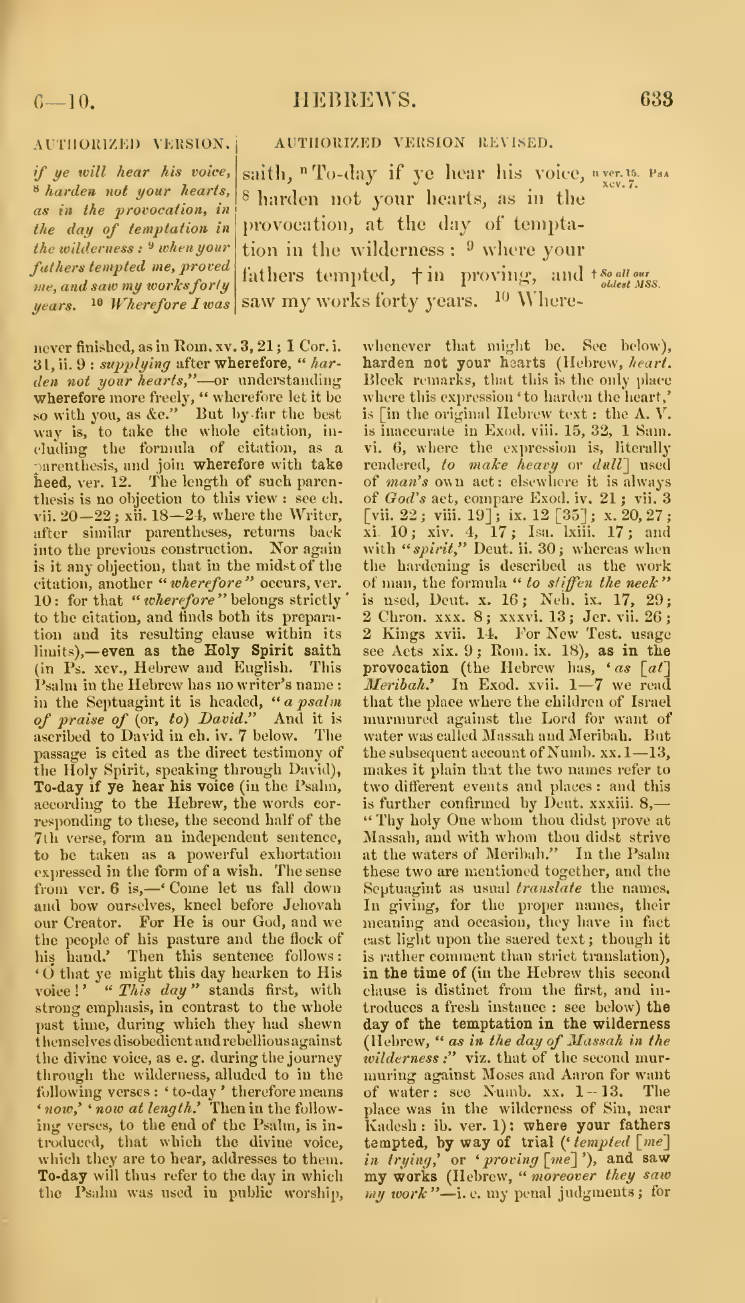 6—10.
HEBREWS.
633
AUTHORIZED VERSION.
if ye will hear his voice,
8 harden not your hearts,
as in the provocation, in
the day of temptation in
the wilderness: 9 when your
fathers tempted me, proved
me, and saw my works forty
years. 10 Wherefore I was
AUTHORIZED VERSION REVISED.
saith, n To-day if ye hear his voice,
8 harden not your hearts, as in the
provocation, at the day of tempta-
tion in the wilderness: 9 where your
fathers tempted, † in proving, and
saw my works forty years. 10 Where-
n ver. 15. PSA
xcv. 7.
† So all our
oldest MSS.
never finished, as in Rom. xv. 3, 21; 1 Cor. i.
31, ii. 9: supplying after wherefore, "har-
den not your hearts,"—or understanding
wherefore more freely, "wherefore let it be
so with you, as &c." But by far the best
way is, to take the whole citation, in-
cluding the formula of citation, as a
parenthesis, and join wherefore with take
heed, ver. 12. The length of such paren-
thesis is no objection to this view: see ch.
vii. 20—22; xii. 18—24, where the Writer,
after similar parentheses, returns back
into the previous construction. Nor again
is it any objection, that in the midst of the
citation, another "wherefore" occurs, ver.
10: for that "wherefore" belongs strictly
to the citation, and finds both its prepara-
tion and its resulting clause within its
limits),—even as the Holy Spirit saith
(in Ps. xcv., Hebrew and English. This
Psalm in the Hebrew has no writer's name:
in the Septuagint it is headed, "a psalm
of praise of (or, to) David." And it is
ascribed to David in ch. iv. 7 below. The
passage is cited as the direct testimony of
the Holy Spirit, speaking through David),
To-day if ye hear his voice (in the Psalm,
according to the Hebrew, the words cor-
responding to these, the second half of the
7th verse, form an independent sentence,
to be taken as a powerful exhortation
expressed in the form of a wish. The sense
from ver. 6 is,—'Come let us fall down
and bow ourselves, kneel before Jehovah
our Creator. For He is our God, and we
the people of his pasture and the flock of
his hand.' Then this sentence follows:
'O that ye might this day hearken to His
voice!' "This day" stands first, with
strong emphasis, in contrast to the whole
past time, during which they had shewn
themselves disobedient and rebellious against
the divine voice, as e. g. during the journey
through the wilderness, alluded to in the
following verses: 'to-day' therefore means
'now,' 'now at length.' Then in the follow-
ing verses, to the end of the Psalm, is in-
troduced, that which the divine voice,
which they are to hear, addresses to them.
To-day will thus refer to the day in which
the Psalm was used in public worship,
whenever that might be. See below),
harden not your hearts (Hebrew, heart.
Bleek remarks, that this is the only place
where this expression 'to harden the heart,'
is [in the original Hebrew text: the A. V.
is inaccurate in Exod. viii. 15, 32, 1 Sam.
vi. 6, where the expression is, literally
rendered, to make heavy or dull] used
of man's own act: elsewhere it is always
of God's act, compare Exod. iv. 21; vii. 3
[vii. 22; viii. 19]; ix. 12 [35]; x. 20, 27;
xi. 10; xiv. 4, 17; Isa. lxiii. 17; and
with "spirit," Deut. ii. 30; whereas when
the hardening is described as the work
of man, the formula "to stiffen the neck"
is used, Deut. x. 16; Neh. ix. 17, 29;
2 Chron. xxx. 8; xxxvi. 13; Jer. vii. 26;
2 Kings xvii. 14. For New Test. usage
see Acts xix. 9; Rom. ix. 18), as in the
provocation (the Hebrew has, 'as [at]
Meribah.' In Exod. xvii. 1—7 we read
that the place where the children of Israel
murmured against the Lord for want of
water was called Massah and Meribah. But
the subsequent account of Numb. xx. 1—13,
makes it plain that the two names refer to
two different events and places: and this
is further confirmed by Deut. xxxiii. 8,—
"Thy holy One whom thou didst prove at
Massah, and with whom thou didst strive
at the waters of Meribah." In the Psalm
these two are mentioned together, and the
Septuagint as usual translate the names.
In giving, for the proper names, their
meaning and occasion, they have in fact
cast light upon the sacred text; though it
is rather comment than strict translation),
in the time of (in the Hebrew this second
clause is distinct from the first, and in-
troduces a fresh instance: see below) the
day of the temptation in the wilderness
(Hebrew, "as in the day of Massah in the
wilderness:" viz. that of the second mur-
muring against Moses and Aaron for want
of water: see Numb. xx. 1—13. The
place was in the wilderness of Sin, near
Kadesh: ib. ver. 1): where your fathers
tempted, by way of trial ('tempted [me]
in trying,' or 'proving [me]'), and saw
my works (Hebrew, "moreover they saw
my work"—i. e. my penal judgments; for